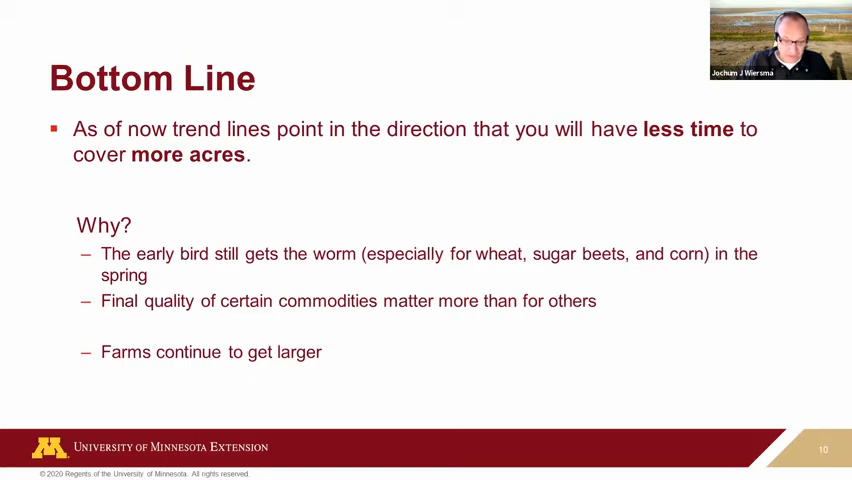 Jochum J Wiersma
Bottom Line
▪ As of now trend lines point in the direction that you will have less time to
cover more acres.
Why?
– The early bird still gets the worm (especially for wheat, sugar beets, and corn) in the
spring
– Final quality of certain commodities matter more than for others
– Farms continue to get larger
M
UNIVERSITY OF MINNESOTA EXTENSION
10
© 2020 Regents of the University of Minnesota. All rights reserved.